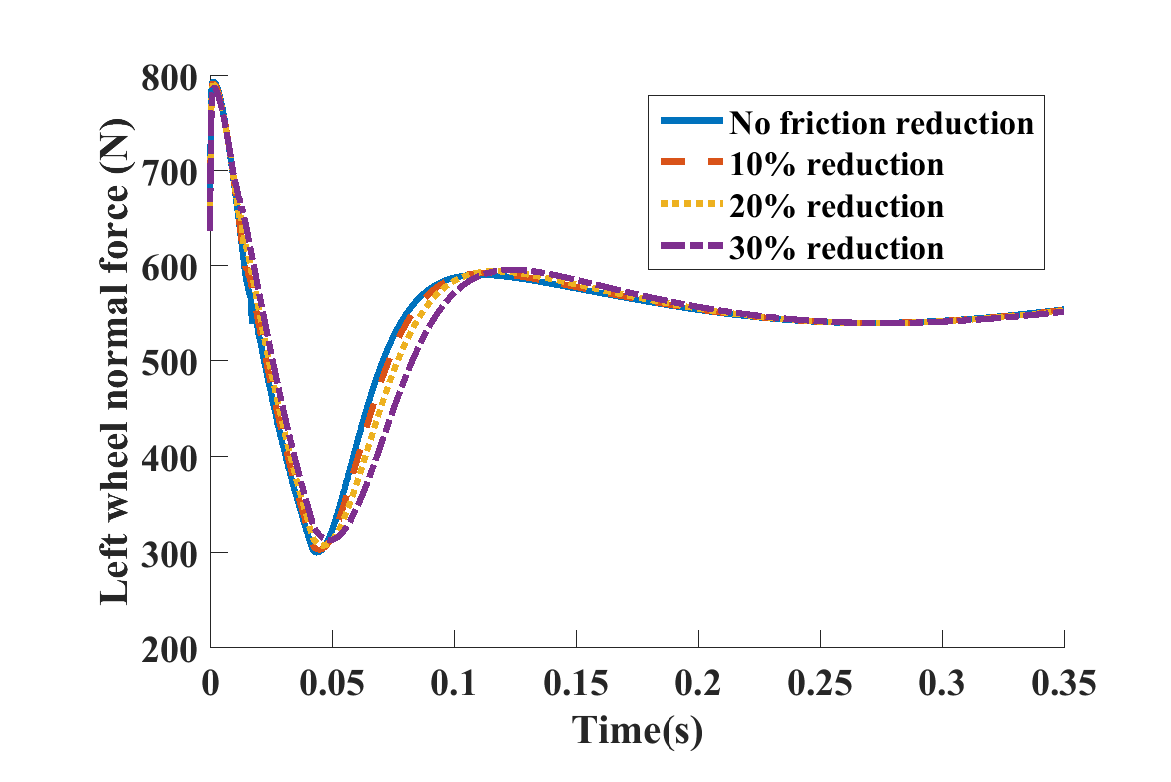 Left wheel normal force (N)
800
700
600
500
400
300
200
No friction reduction
10% reduction
20% reduction
30% reduction
0
0.05
0.1
0.15
0.2
0.25
0.3
0.35
Time(s)